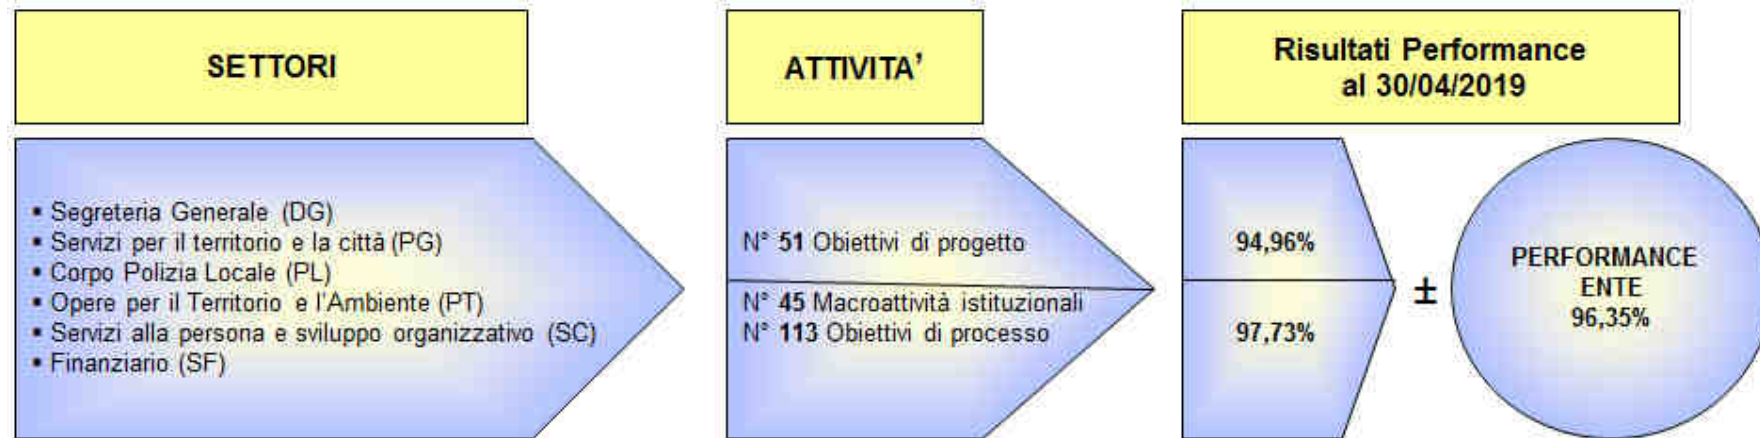 SETTORI
ATTIVITA'
Risultati Performance
al 30/04/2019
▪ Segreteria Generale (DG)
▪ Servizi per il territorio e la città (PG)
▪ Corpo Polizia Locale (PL)
▪ Opere per il Territorio e l'Ambiente (PT)
▪ Servizi alla persona e sviluppo organizzativo (SC)
▪ Finanziario (SF)
N° 51 Obiettivi di progetto
N° 45 Macroattività istituzionali
N° 113 Obiettivi di processo
94,96%
97,73%
±
PERFORMANCE
ENTE
96,35%